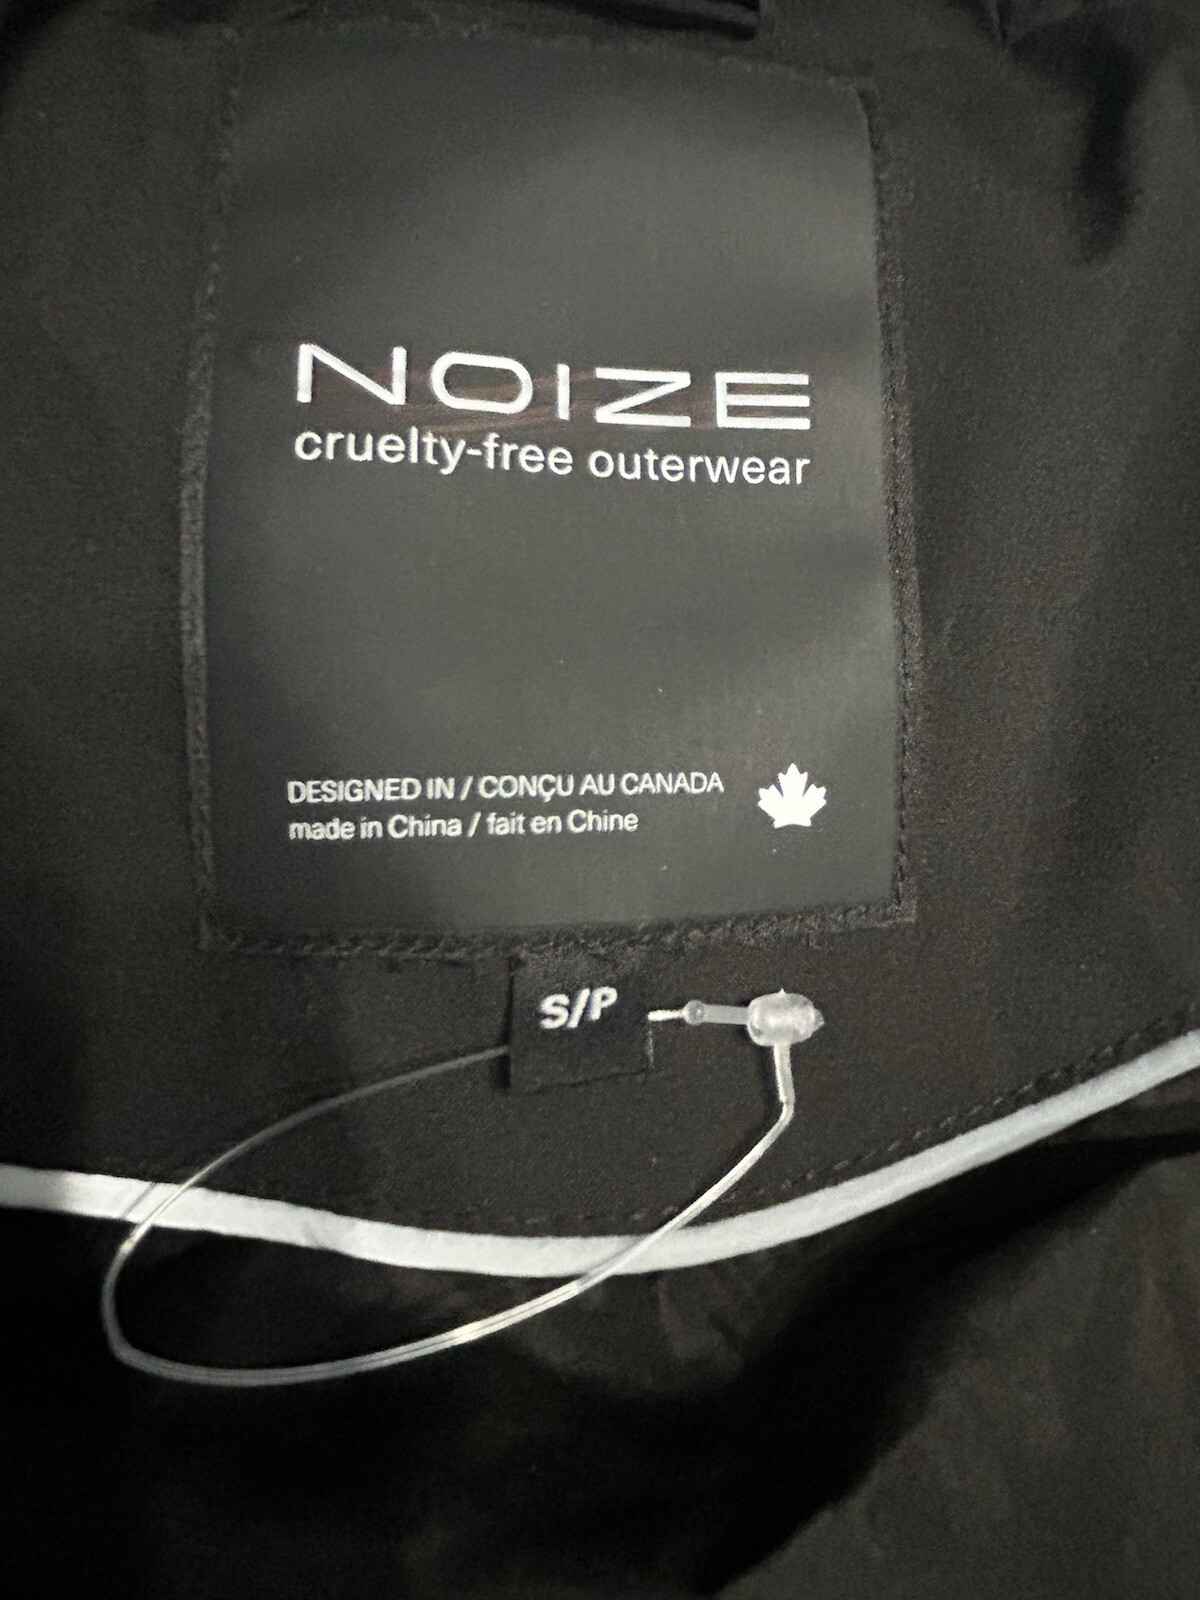 NOIZE
cruelty-free outerwear
DESIGNED IN / CONÇU AU CANADA
made in China / fait en Chine
S/P